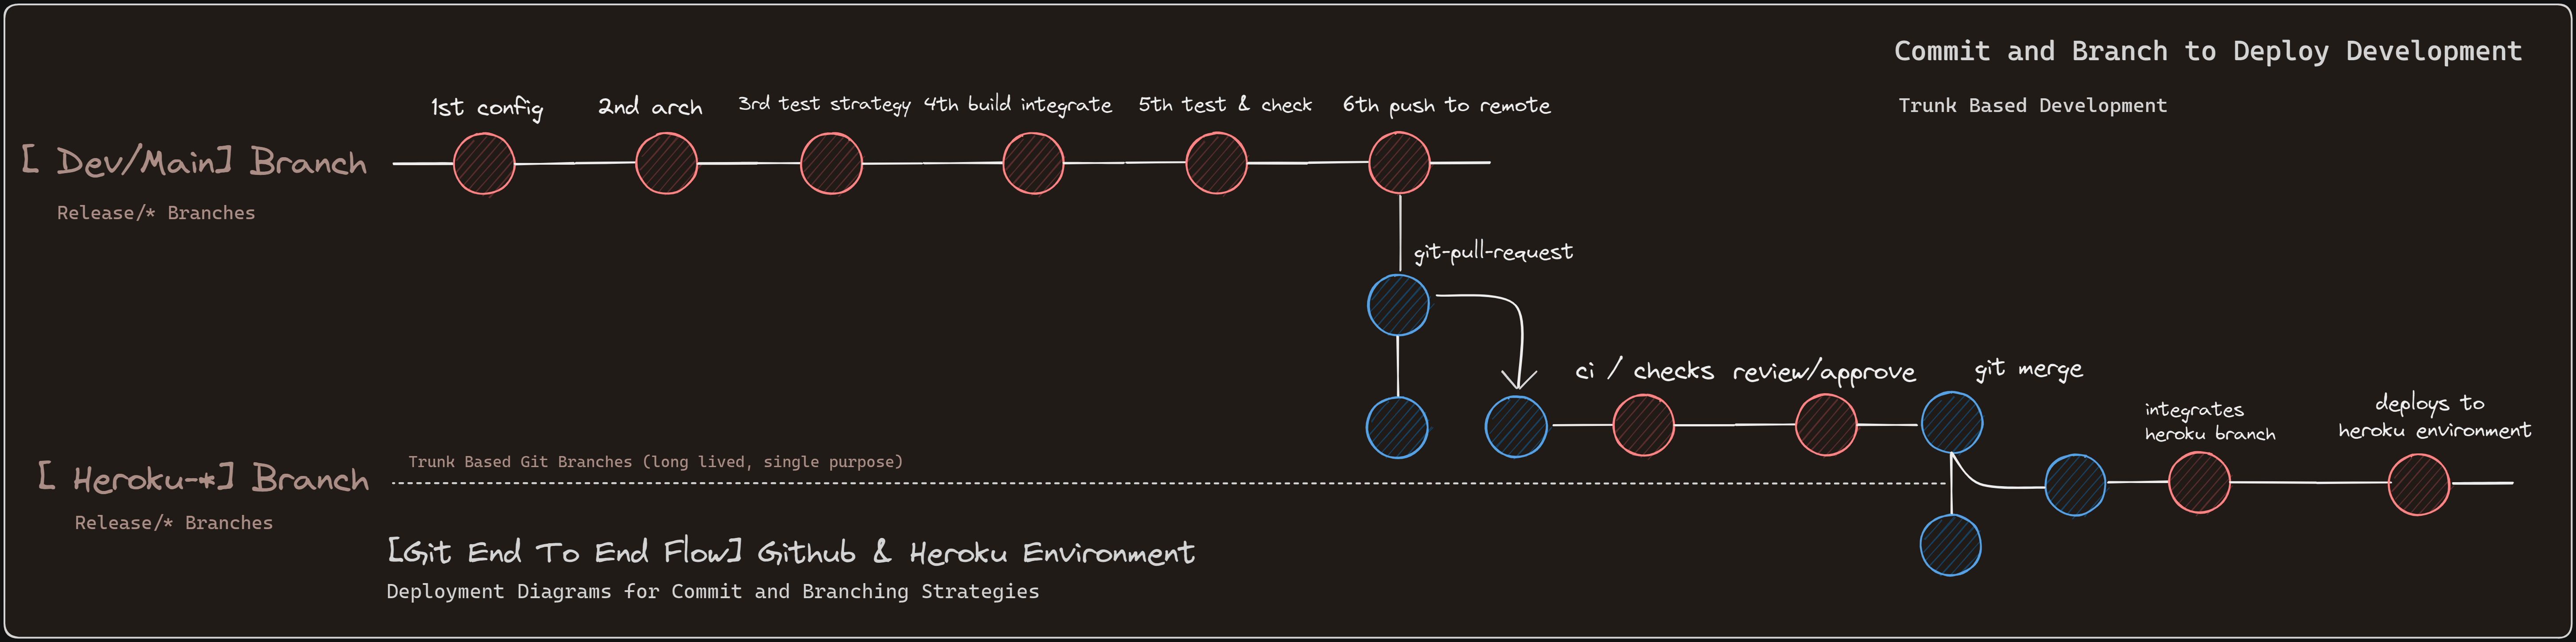 Commit and Branch to Deploy Development
Trunk Based Development
1st config
2nd arch
3rd test strategy
4th build integrate
5th test & check
6th push to remote
[ Dev/Main] Branch
Release/* Branches
git-pull-request
ci / checks
review/approve
git merge
integrates
heroku branch
deploys to
heroku environment
Trunk Based Git Branches (long lived, single purpose)
[ Heroku-*] Branch
Release/* Branches
[Git End To End Flow] Github & Heroku Environment
Deployment Diagrams for Commit and Branching Strategies